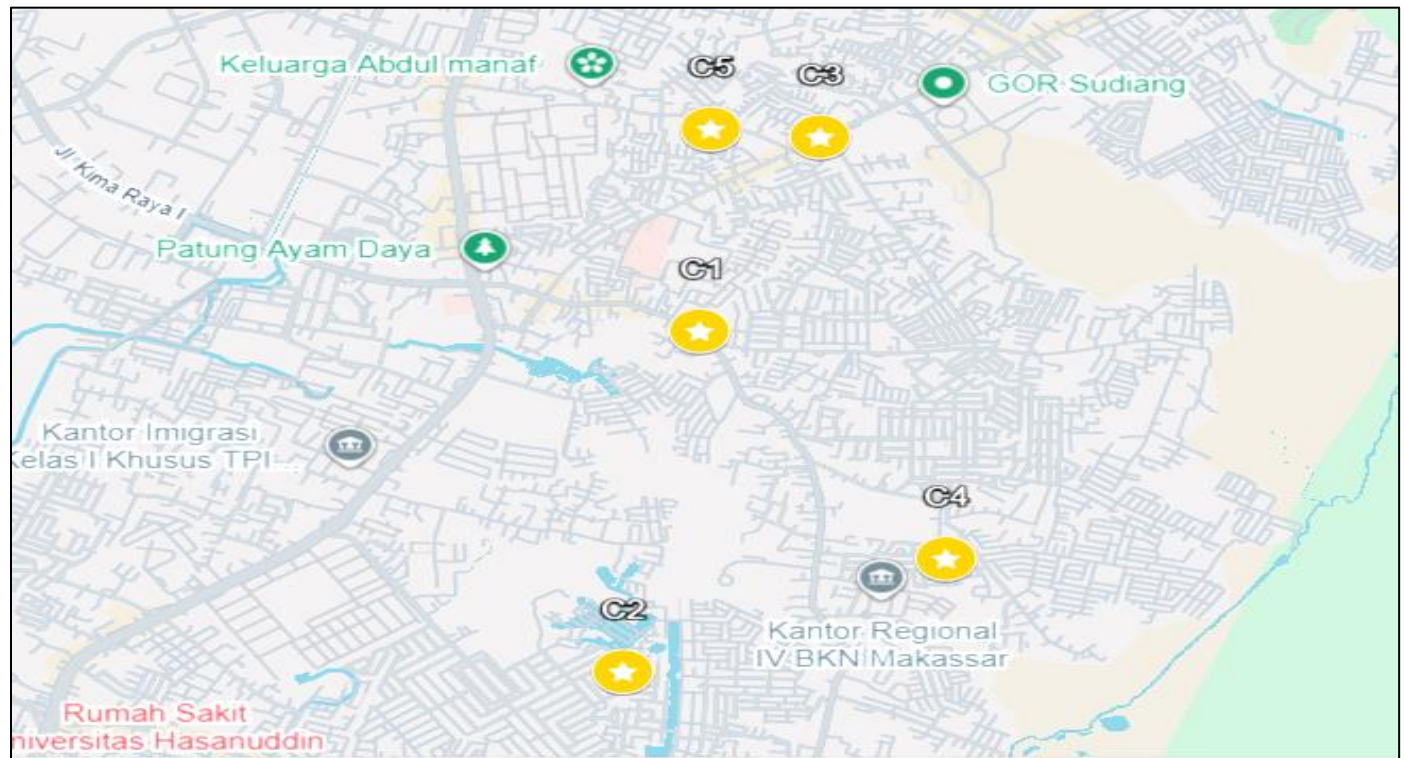 Keluarga Abdul manaf
C5
C3
GOR Sudiang
Jl Kima Raya I
Patung Ayam Daya
C1
Kantor Imigrasi
Kelas I Khusus TPI...
C4
C2
Kantor Regional
IV BKN Makassar
Rumah Sakit
niversitas Hasanuddin